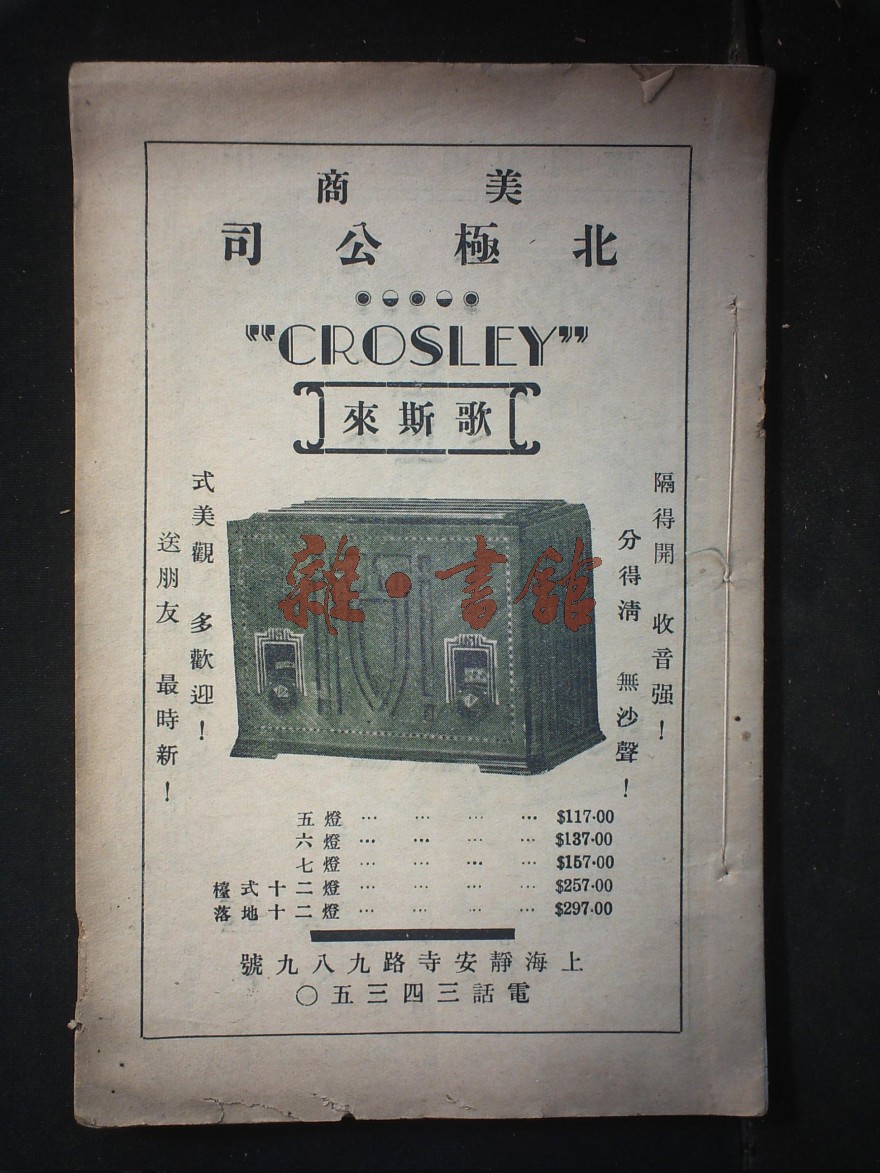 美商
北極公司
"CROSLEY"
歌斯來
隔得開 收音强！
分得淸 無沙聲！
式美觀 多歡迎！
送朋友 最時新！
雜·書館
五燈 … … … … $117·00
六燈 … … … … $137·00
七燈 … … … … $157·00
檯式十二燈 … … … … $257·00
落地十二燈 … … … … $297·00
上海靜安寺路九八九號
電話三四三五〇